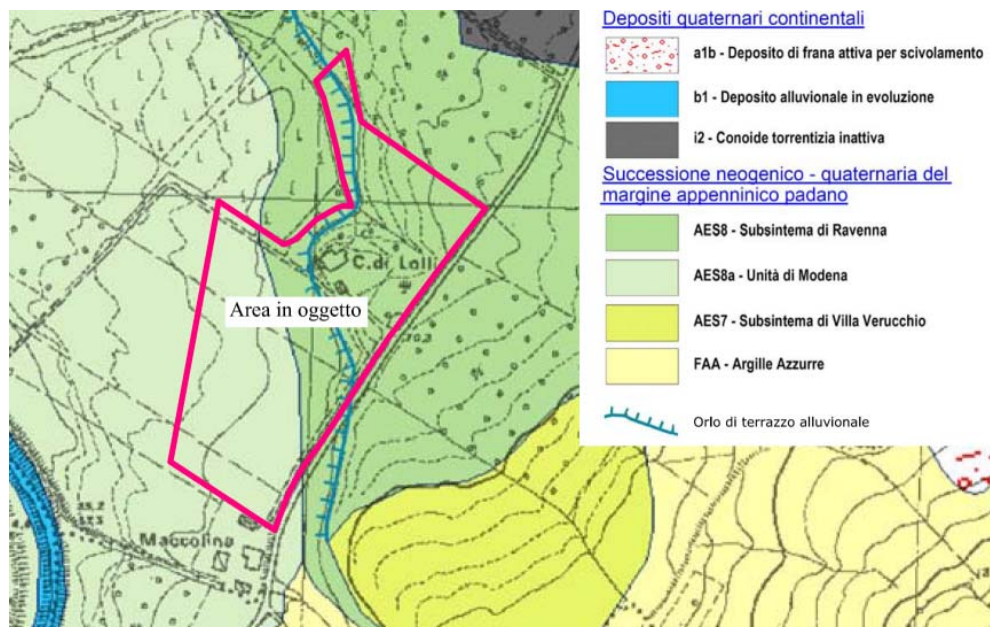 C. di Lolli
Area in oggetto
Maccolina
Depositi quaternari continentali
a1b - Deposito di frana attiva per scivolamento
b1 - Deposito alluvionale in evoluzione
i2 - Conoide torrentizia inattiva
Successione neogenico - quaternaria del
margine appenninico padano
AES8 - Subsintema di Ravenna
AES8a - Unità di Modena
AES7 - Subsintema di Villa Verucchio
FAA - Argille Azzurre
Orlo di terrazzo alluvionale